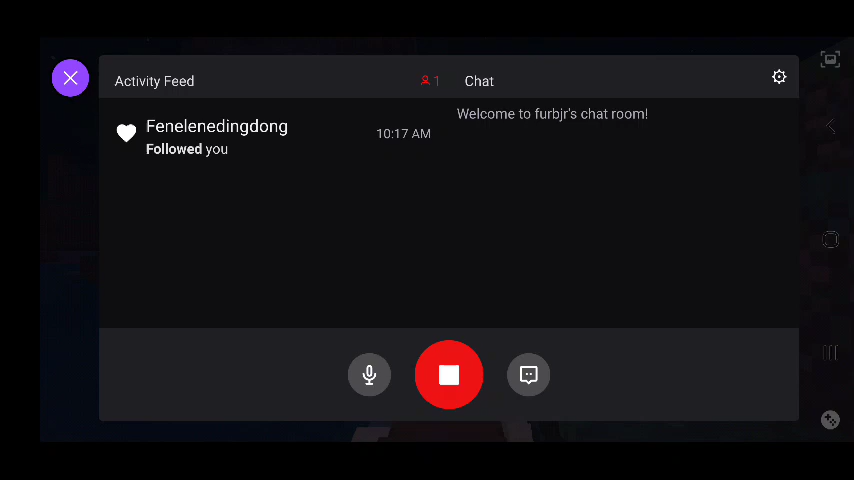 Activity Feed
1
Chat
Fenelenedingdong
10:17 AM
Followed you
Welcome to furbjr's chat room!